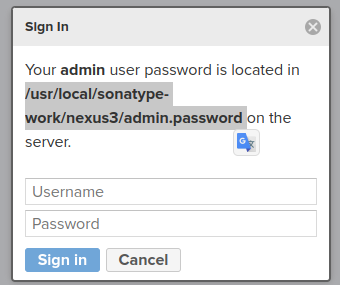 Sign In
Your admin user password is located in
/usr/local/sonatype-
work/nexus3/admin.password on the
server.
Username
Password
Sign in Cancel